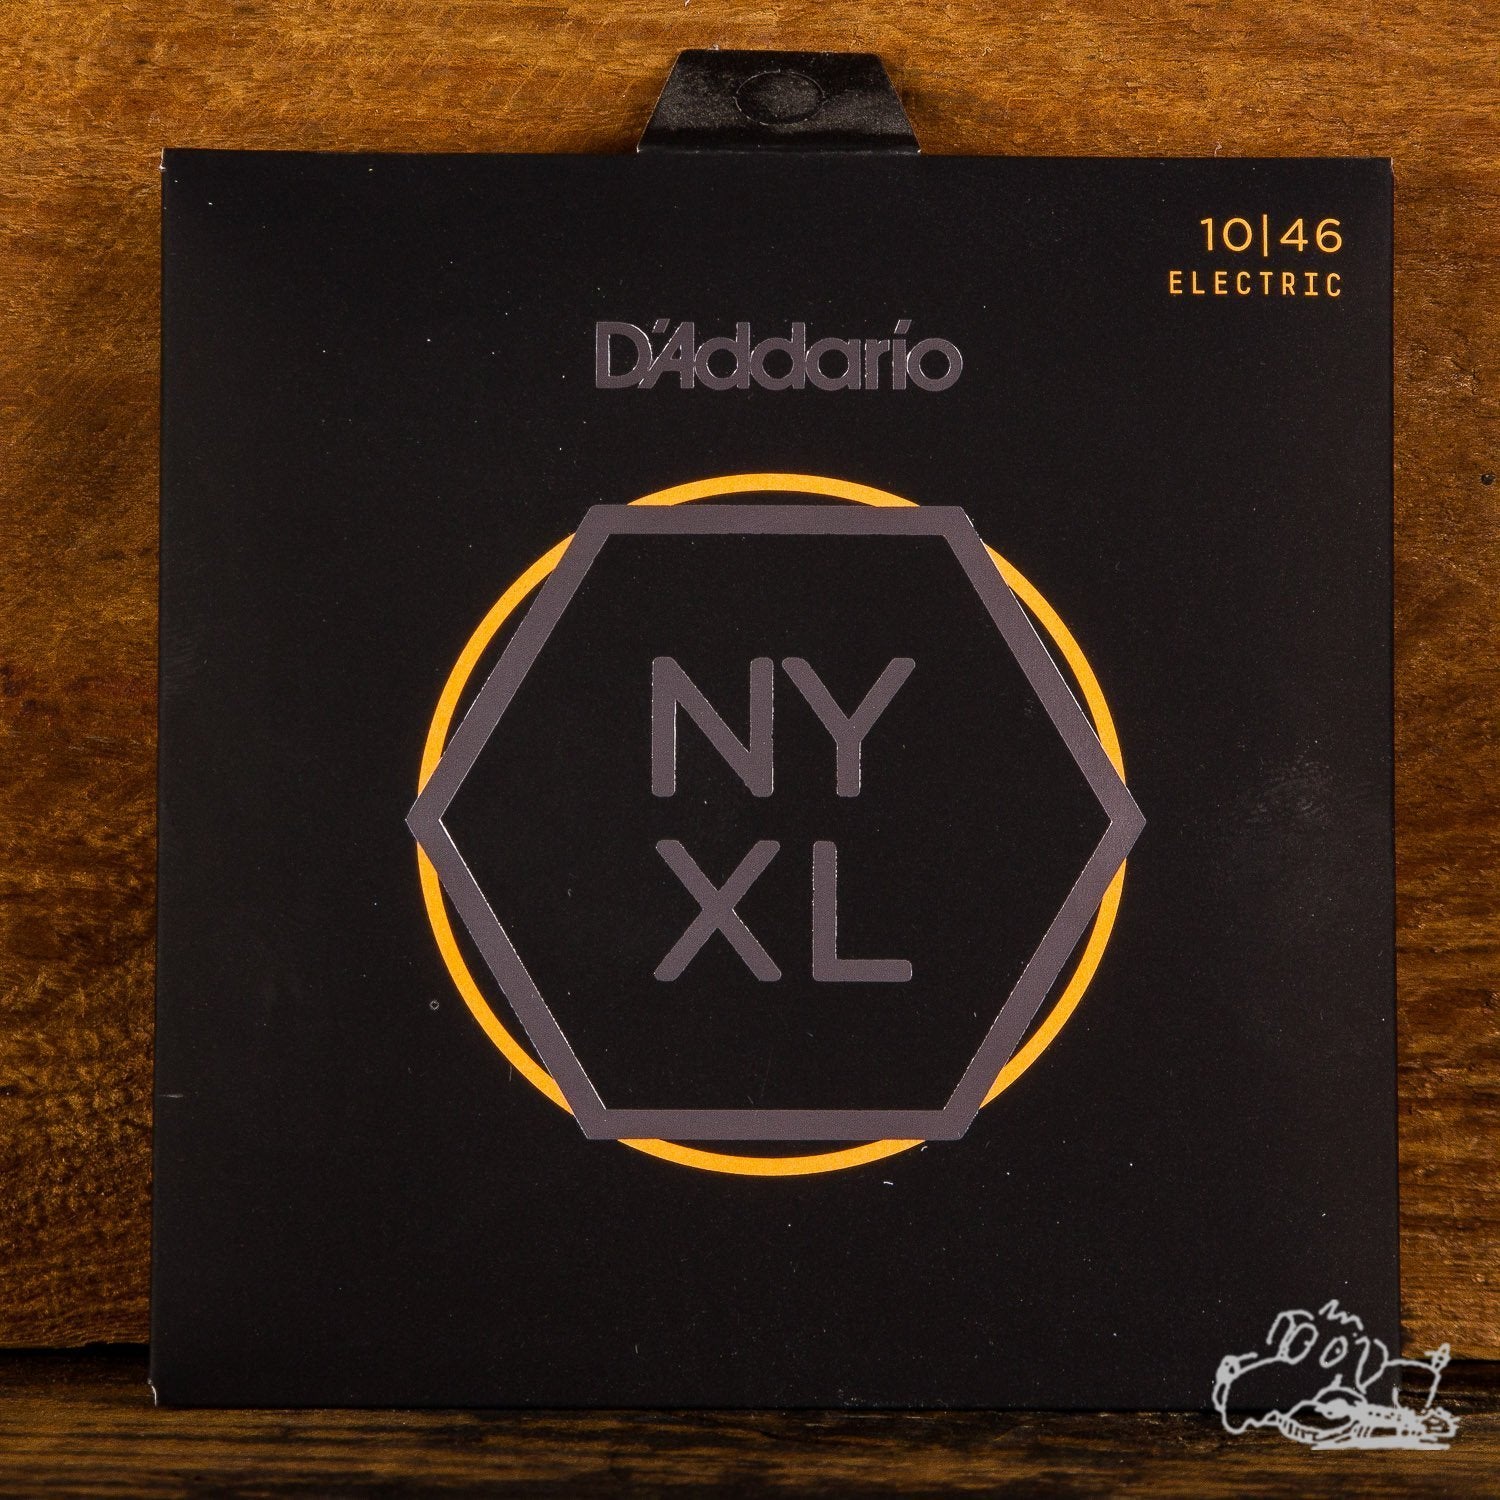 10|46
ELECTRIC
D'Addario
NY
XL